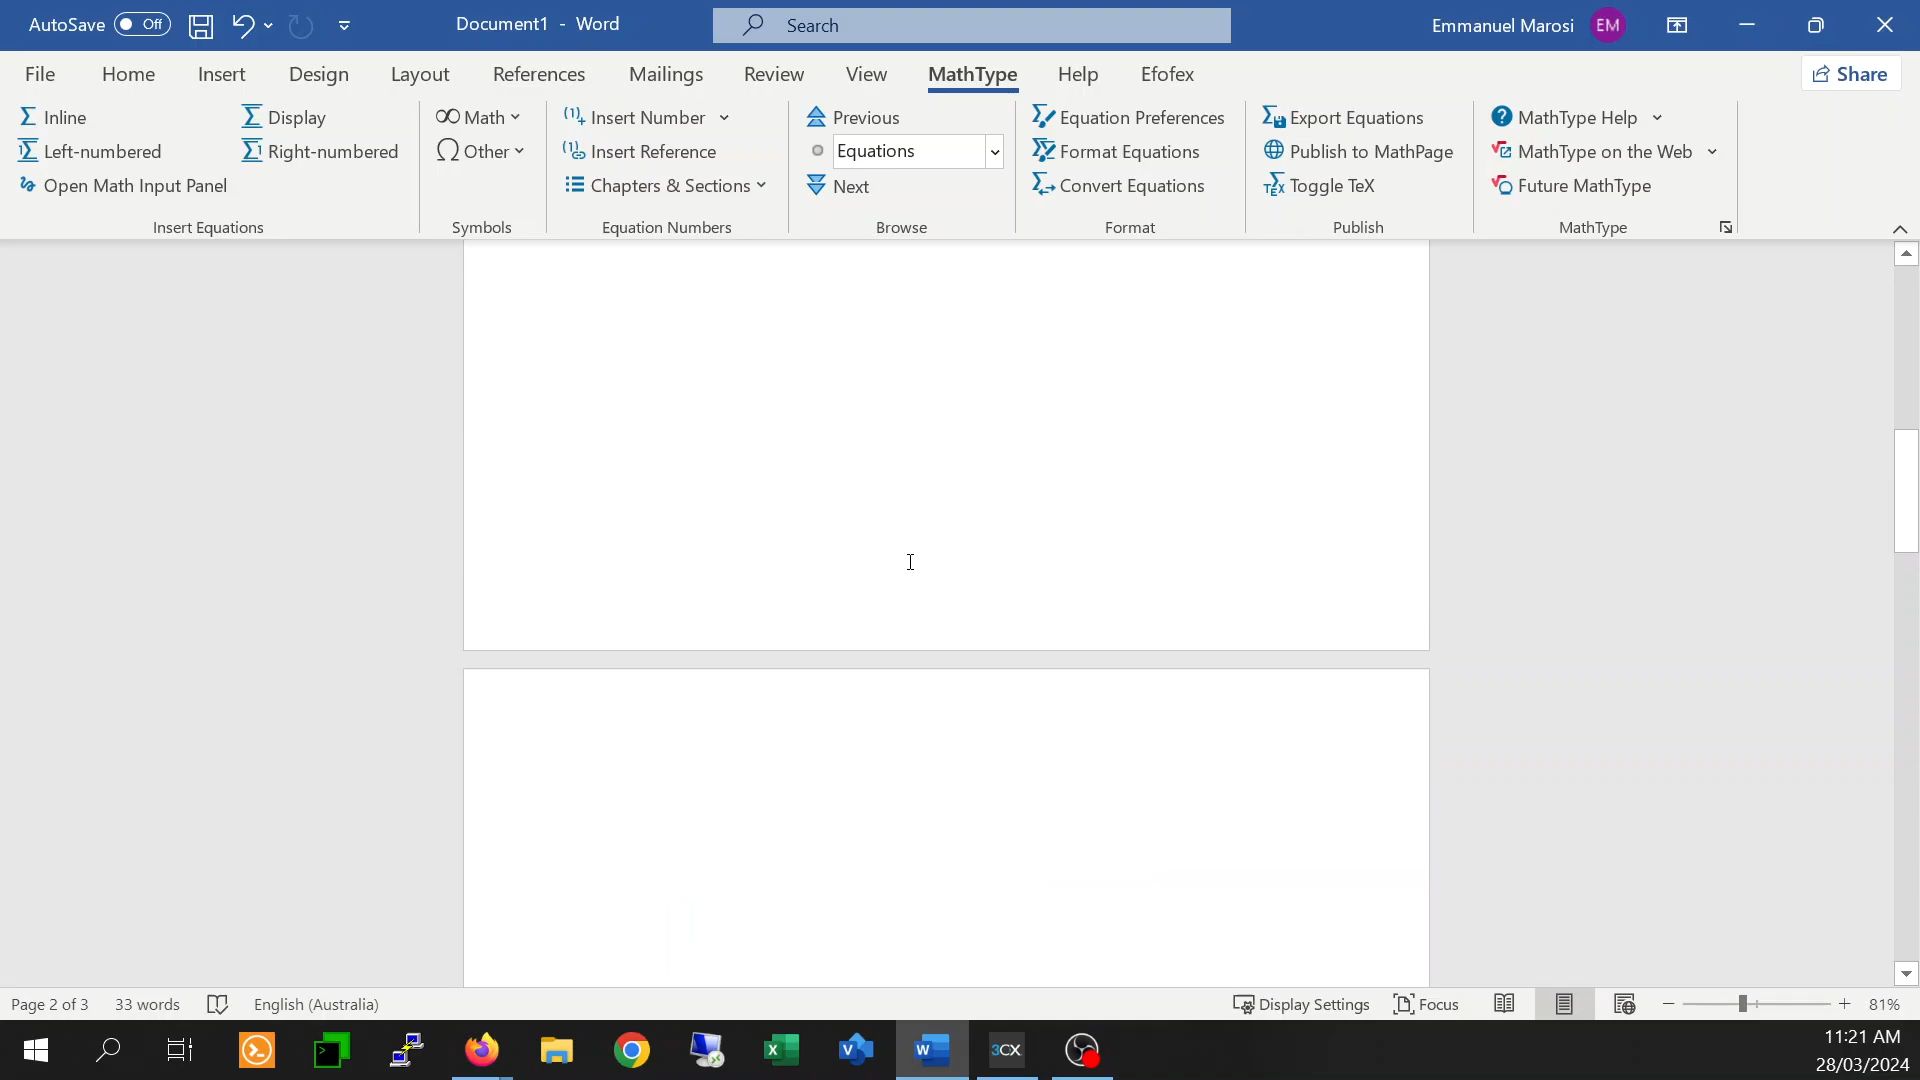 AutoSave Off Document1 - Word Search Emmanuel Marosi EM
File Home Insert Design Layout References Mailings Review View MathType Help Efofex Share
Inline Display Math Insert Number Previous Equation Preferences Export Equations MathType Help
Left-numbered Right-numbered Other Insert Reference Equations Format Equations Publish to MathPage MathType on the Web
Open Math Input Panel Chapters & Sections Next Convert Equations Toggle TeX Future MathType
Insert Equations Symbols Equation Numbers Browse Format Publish MathType
Page 2 of 3 33 words English (Australia) Display Settings Focus 81%
3CX 11:21 AM
28/03/2024